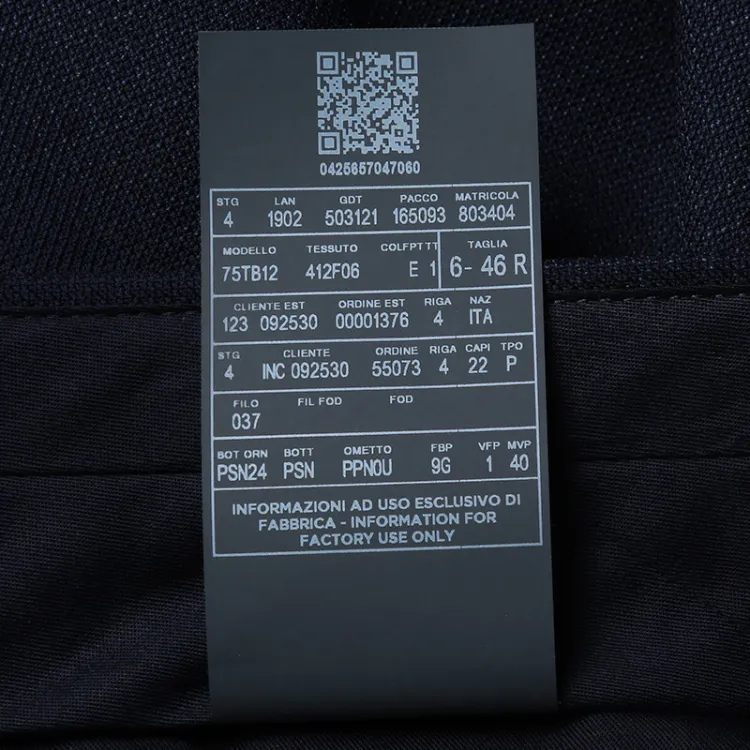 0425657047060
STG LAN GDT PACCO MATRICOLA
4 1902 503121 165093 803404
MODELLO TESSUTO COLFPTTT TAGLIA
75TB12 412F06 E 1 6- 46 R
CLIENTE EST ORDINE EST RIGA NAZ
123 092530 00001376 4 ITA
STG CLIENTE ORDINE RIGA CAPI TPO
4 INC 092530 55073 4 22 P
FILO FIL FOD FOD
037
BOT ORN BOTT OMETTO FBP VFP MVP
PSN24 PSN PPN0U 9G 1 40
INFORMAZIONI AD USO ESCLUSIVO DI
FABBRICA - INFORMATION FOR
FACTORY USE ONLY